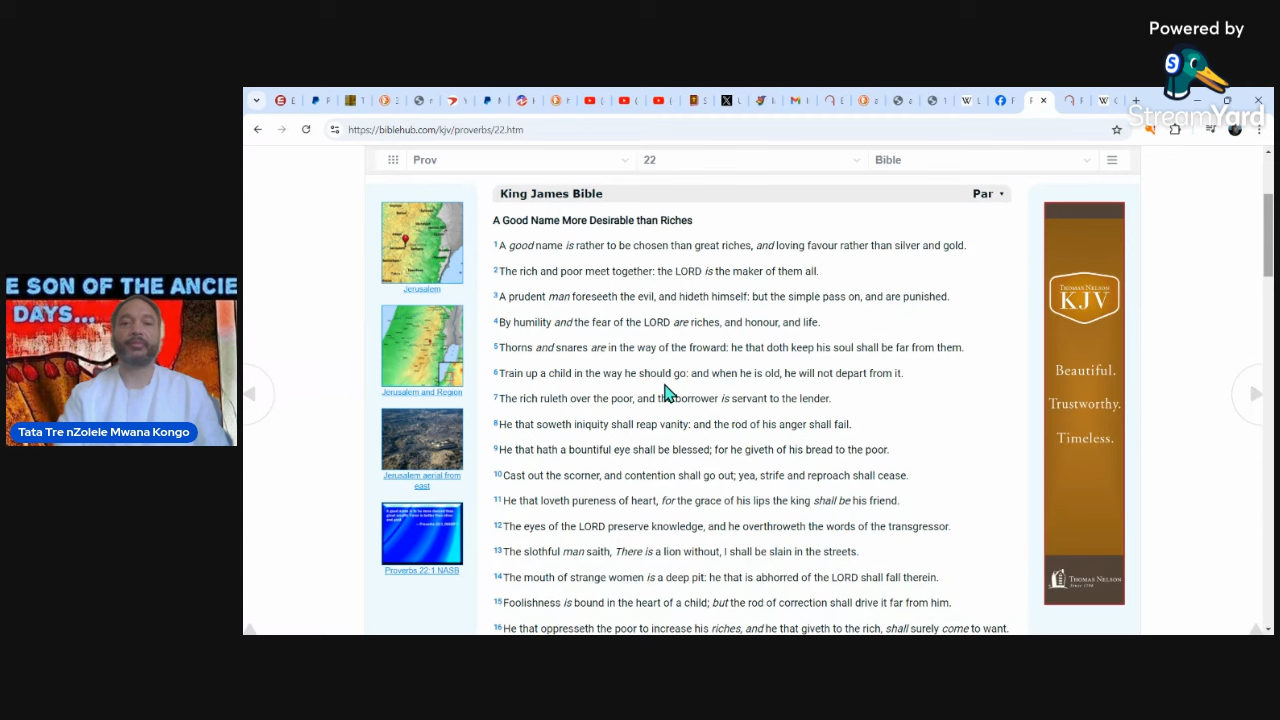 Powered by
S
StreamYard
https://biblehub.com/kjv/proverbs/22.htm
Prov
22
Bible
King James Bible
Par
A Good Name More Desirable than Riches
1 A good name is rather to be chosen than great riches, and loving favour rather than silver and gold.
2 The rich and poor meet together: the LORD is the maker of them all.
3 A prudent man foreseeth the evil, and hideth himself: but the simple pass on, and are punished.
4 By humility and the fear of the LORD are riches, and honour, and life.
5 Thorns and snares are in the way of the froward: he that doth keep his soul shall be far from them.
6 Train up a child in the way he should go: and when he is old, he will not depart from it.
7 The rich ruleth over the poor, and the borrower is servant to the lender.
8 He that soweth iniquity shall reap vanity: and the rod of his anger shall fail.
9 He that hath a bountiful eye shall be blessed; for he giveth of his bread to the poor.
10 Cast out the scorner, and contention shall go out; yea, strife and reproach shall cease.
11 He that loveth pureness of heart, for the grace of his lips the king shall be his friend.
12 The eyes of the LORD preserve knowledge, and he overthroweth the words of the transgressor.
13 The slothful man saith, There is a lion without, I shall be slain in the streets.
14 The mouth of strange women is a deep pit: he that is abhorred of the LORD shall fall therein.
15 Foolishness is bound in the heart of a child; but the rod of correction shall drive it far from him.
16 He that oppresseth the poor to increase his riches, and he that giveth to the rich, shall surely come to want.
Jerusalem
Jerusalem and Region
Jerusalem aerial from
east
Proverbs 22:1 NASB
THOMAS NELSON
KJV
Beautiful.
Trustworthy.
Timeless.
THOMAS NELSON
E SON OF THE ANCIE
DAYS...
Tata Tre nZolele Mwana Kongo